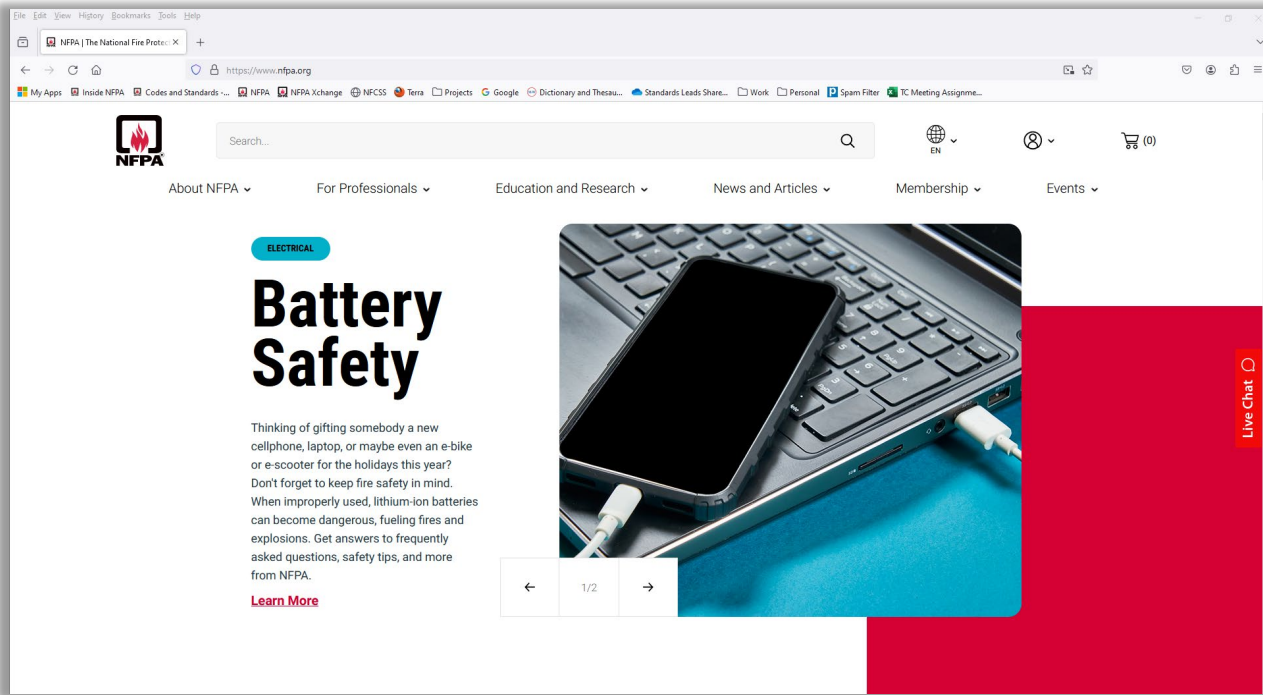 File Edit View History Bookmarks Tools Help
NFPA | The National Fire Protec
https://www.nfpa.org
My Apps Inside NFPA Codes and Standards -... NFPA NFPA Xchange NFCSS Terra Projects Google Dictionary and Thesau... Standards Leads Share... Work Personal Spam Filter TC Meeting Assignme...
NFPA
Search...
EN
(0)
About NFPA For Professionals Education and Research News and Articles Membership Events
ELECTRICAL
Battery
Safety
Thinking of gifting somebody a new
cellphone, laptop, or maybe even an e-bike
or e-scooter for the holidays this year?
Don't forget to keep fire safety in mind.
When improperly used, lithium-ion batteries
can become dangerous, fueling fires and
explosions. Get answers to frequently
asked questions, safety tips, and more
from NFPA.
Learn More
1/2
Live Chat